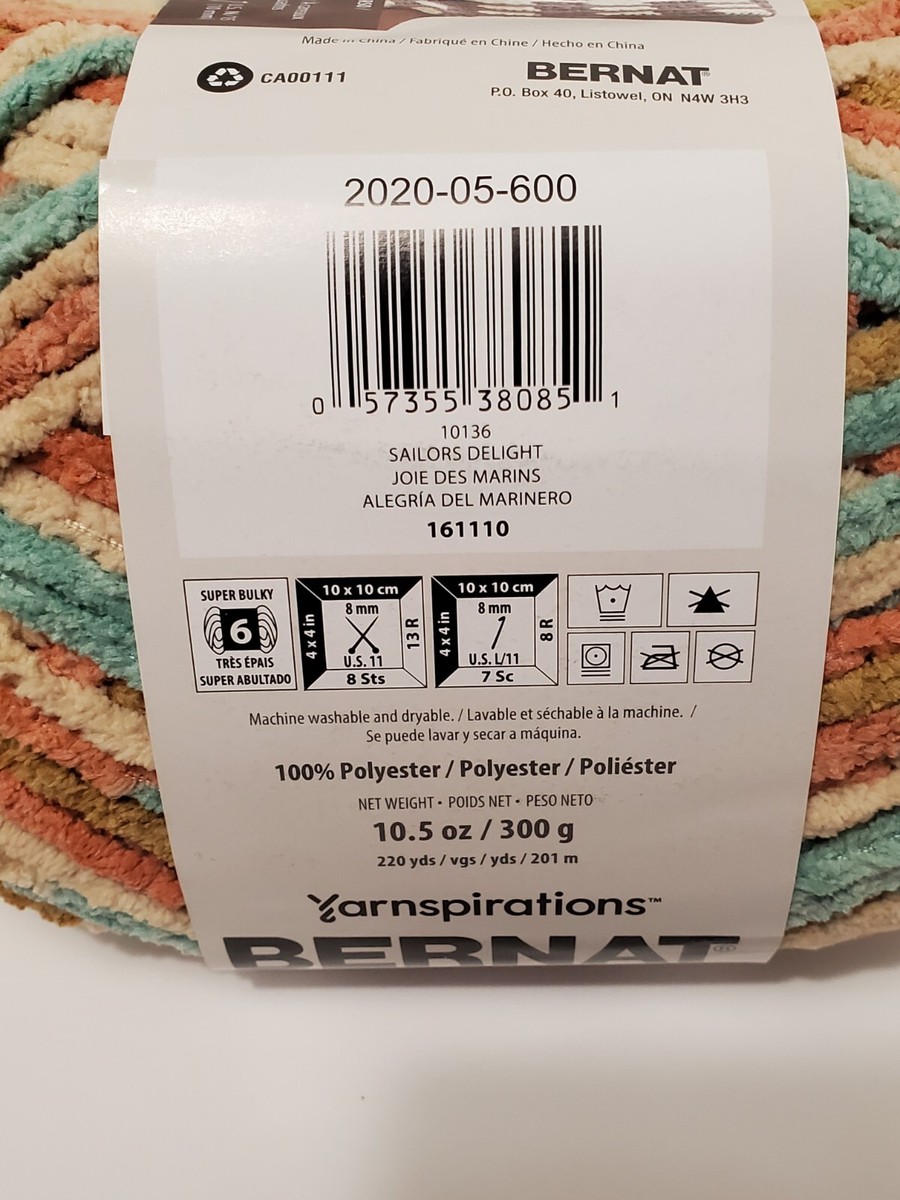 Made in China / Fabriqué en Chine / Hecho en China
CA00111
BERNAT®
P.O. Box 40, Listowel, ON N4W 3H3
2020-05-600
0 57355 38085 1
10136
SAILORS DELIGHT
JOIE DES MARINS
ALEGRÍA DEL MARINERO
161110
SUPER BULKY
6
TRÈS ÉPAIS
SUPER ABULTADO
10 x 10 cm
4 x 4 in
8 mm
13 R
U.S. 11
8 Sts
10 x 10 cm
4 x 4 in
8 mm
8 R
U.S. L/11
7 Sc
Machine washable and dryable. / Lavable et séchable à la machine. /
Se puede lavar y secar a máquina.
100% Polyester / Polyester / Poliéster
NET WEIGHT • POIDS NET • PESO NETO
10.5 oz / 300 g
220 yds / vgs / yds / 201 m
Yarnspirations™
BERNAT®